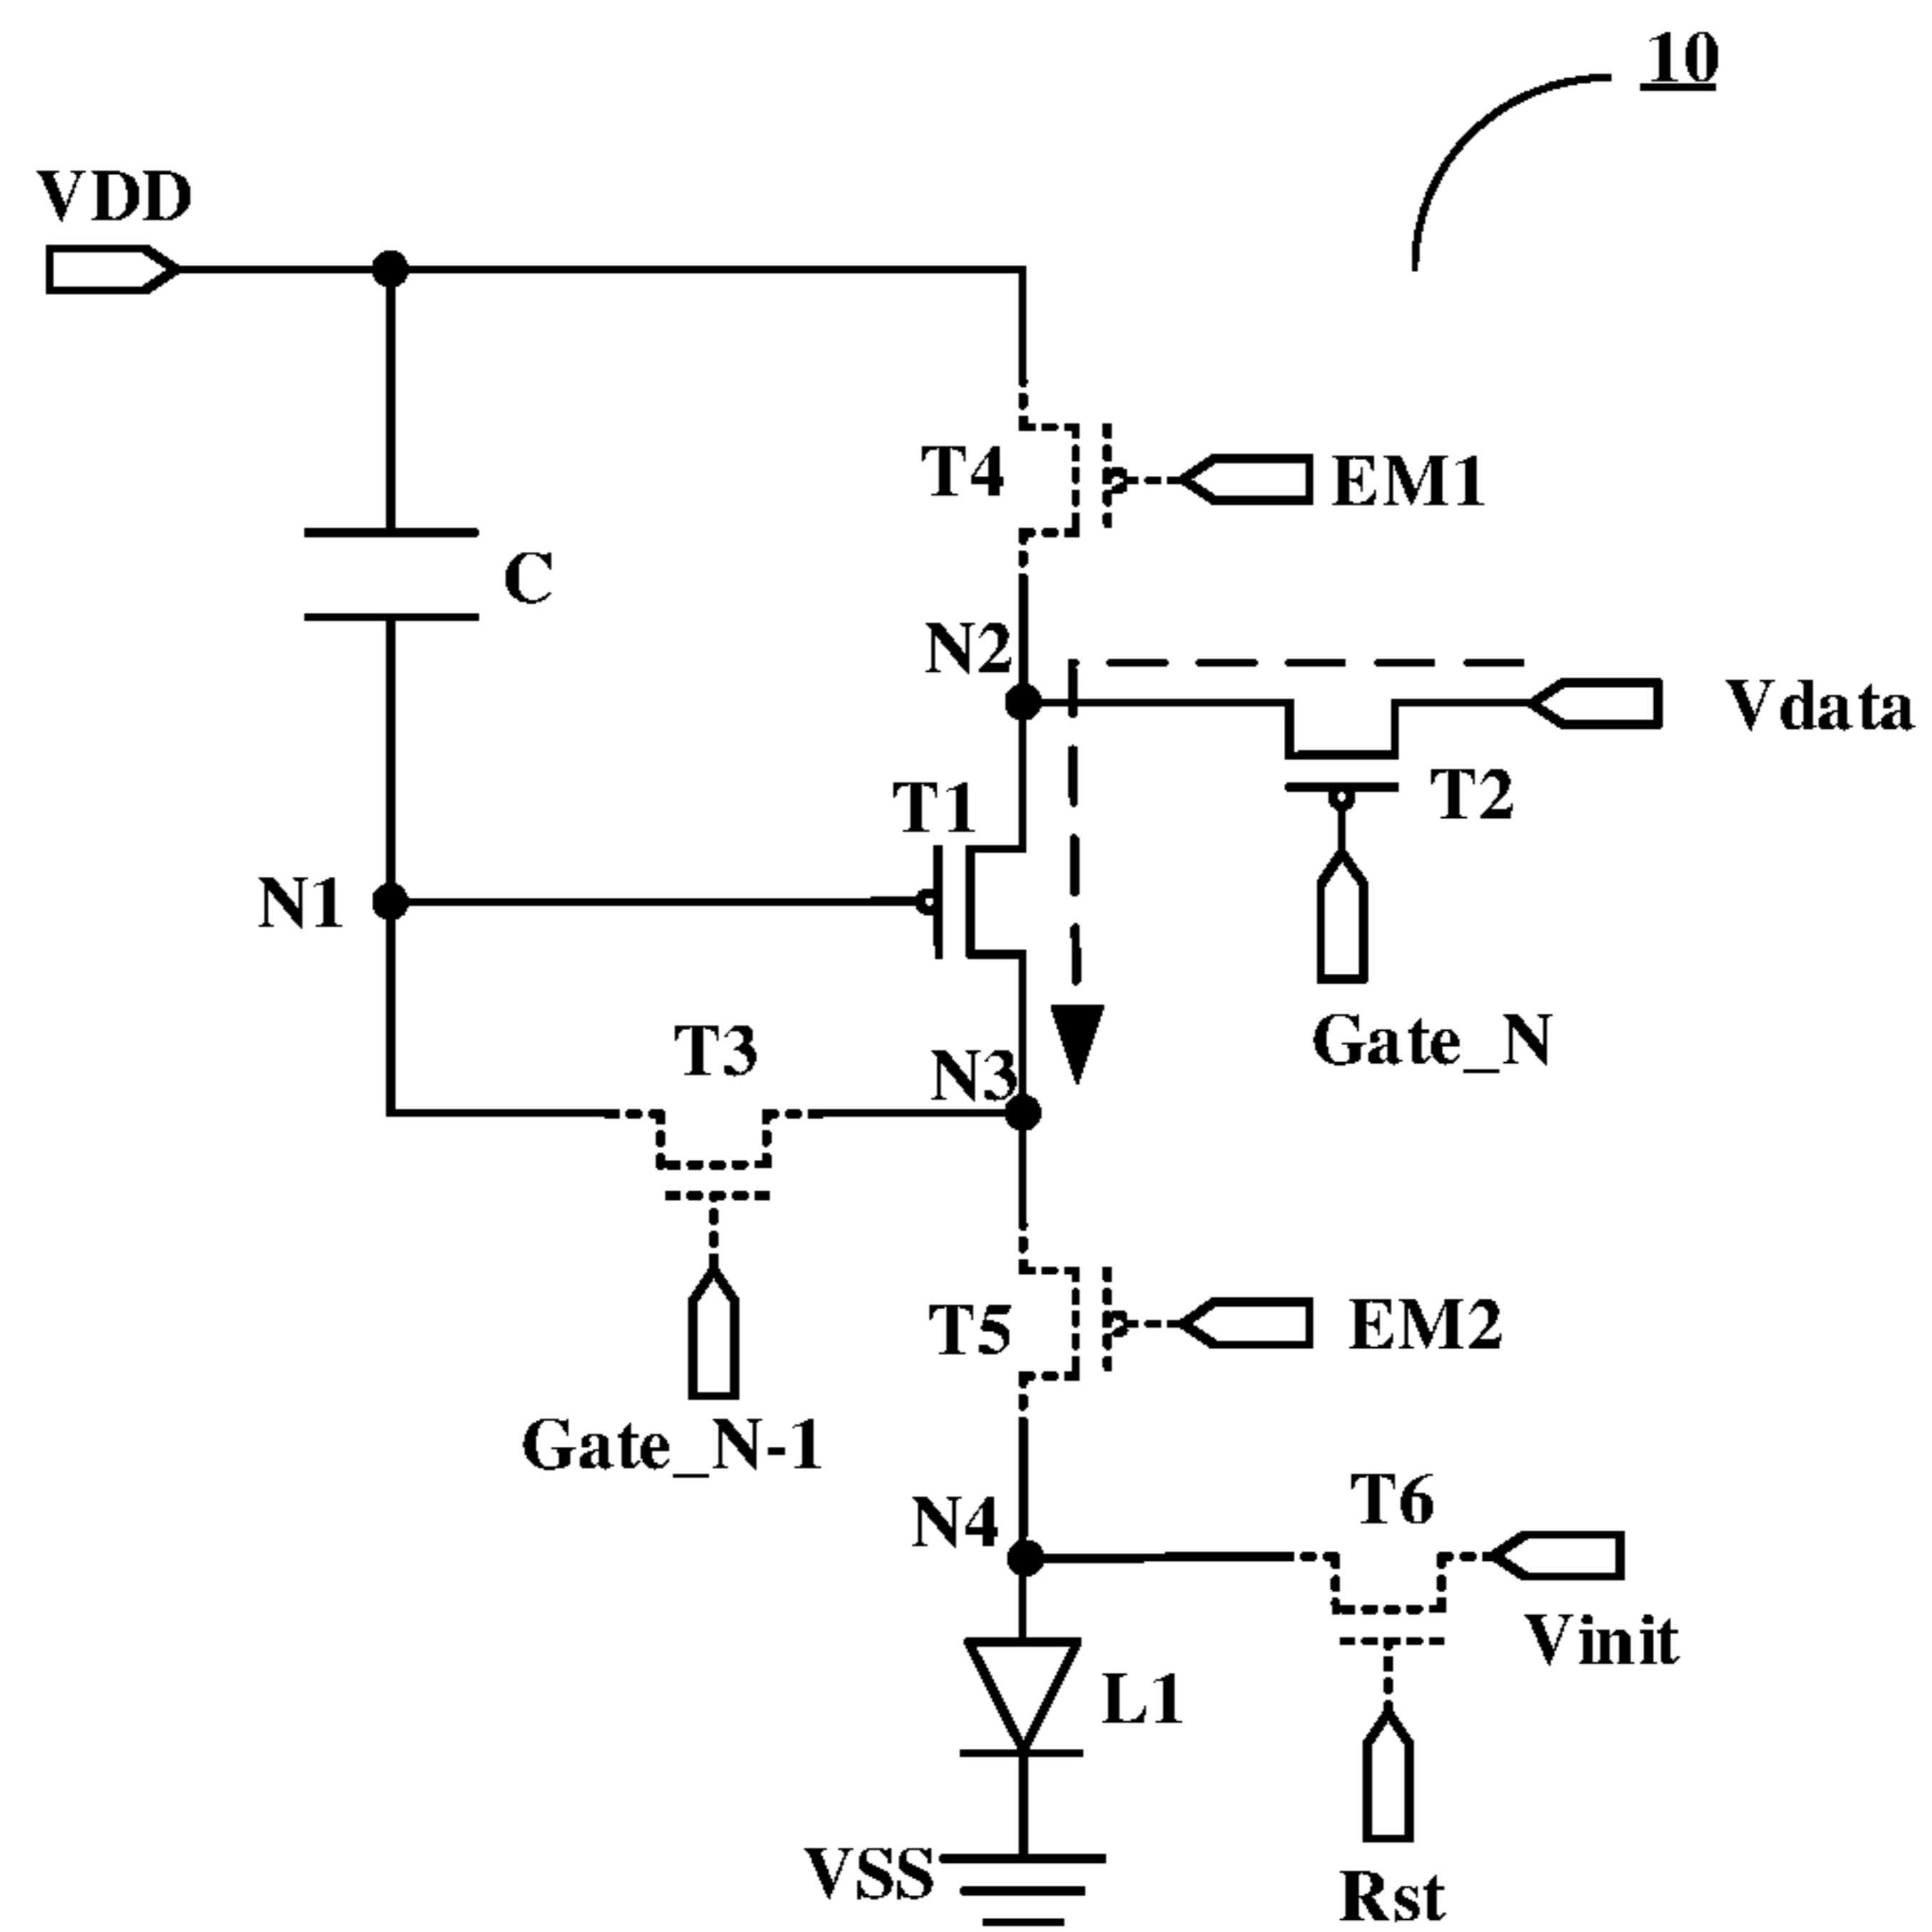 10
VDD
T4
EM1
C
N2
Vdata
T1
T2
N1
Gate_N
T3
N3
T5
EM2
Gate_N-1
T6
N4
Vinit
L1
VSS
Rst